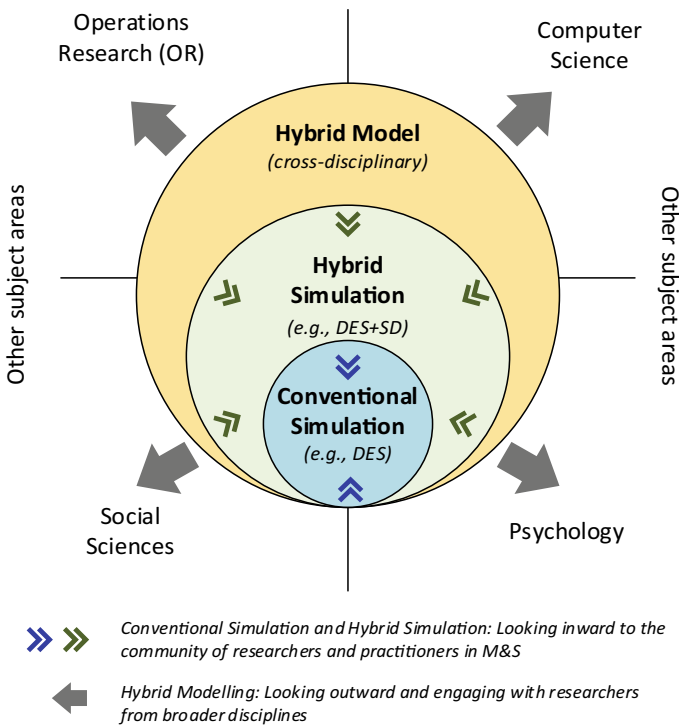 Operations
Research (OR)
Computer
Science
Hybrid Model
(cross-disciplinary)
Other subject areas
Other subject areas
Hybrid
Simulation
(e.g., DES+SD)
Conventional
Simulation
(e.g., DES)
Social
Sciences
Psychology
Conventional Simulation and Hybrid Simulation: Looking inward to the
community of researchers and practitioners in M&S
Hybrid Modelling: Looking outward and engaging with researchers
from broader disciplines